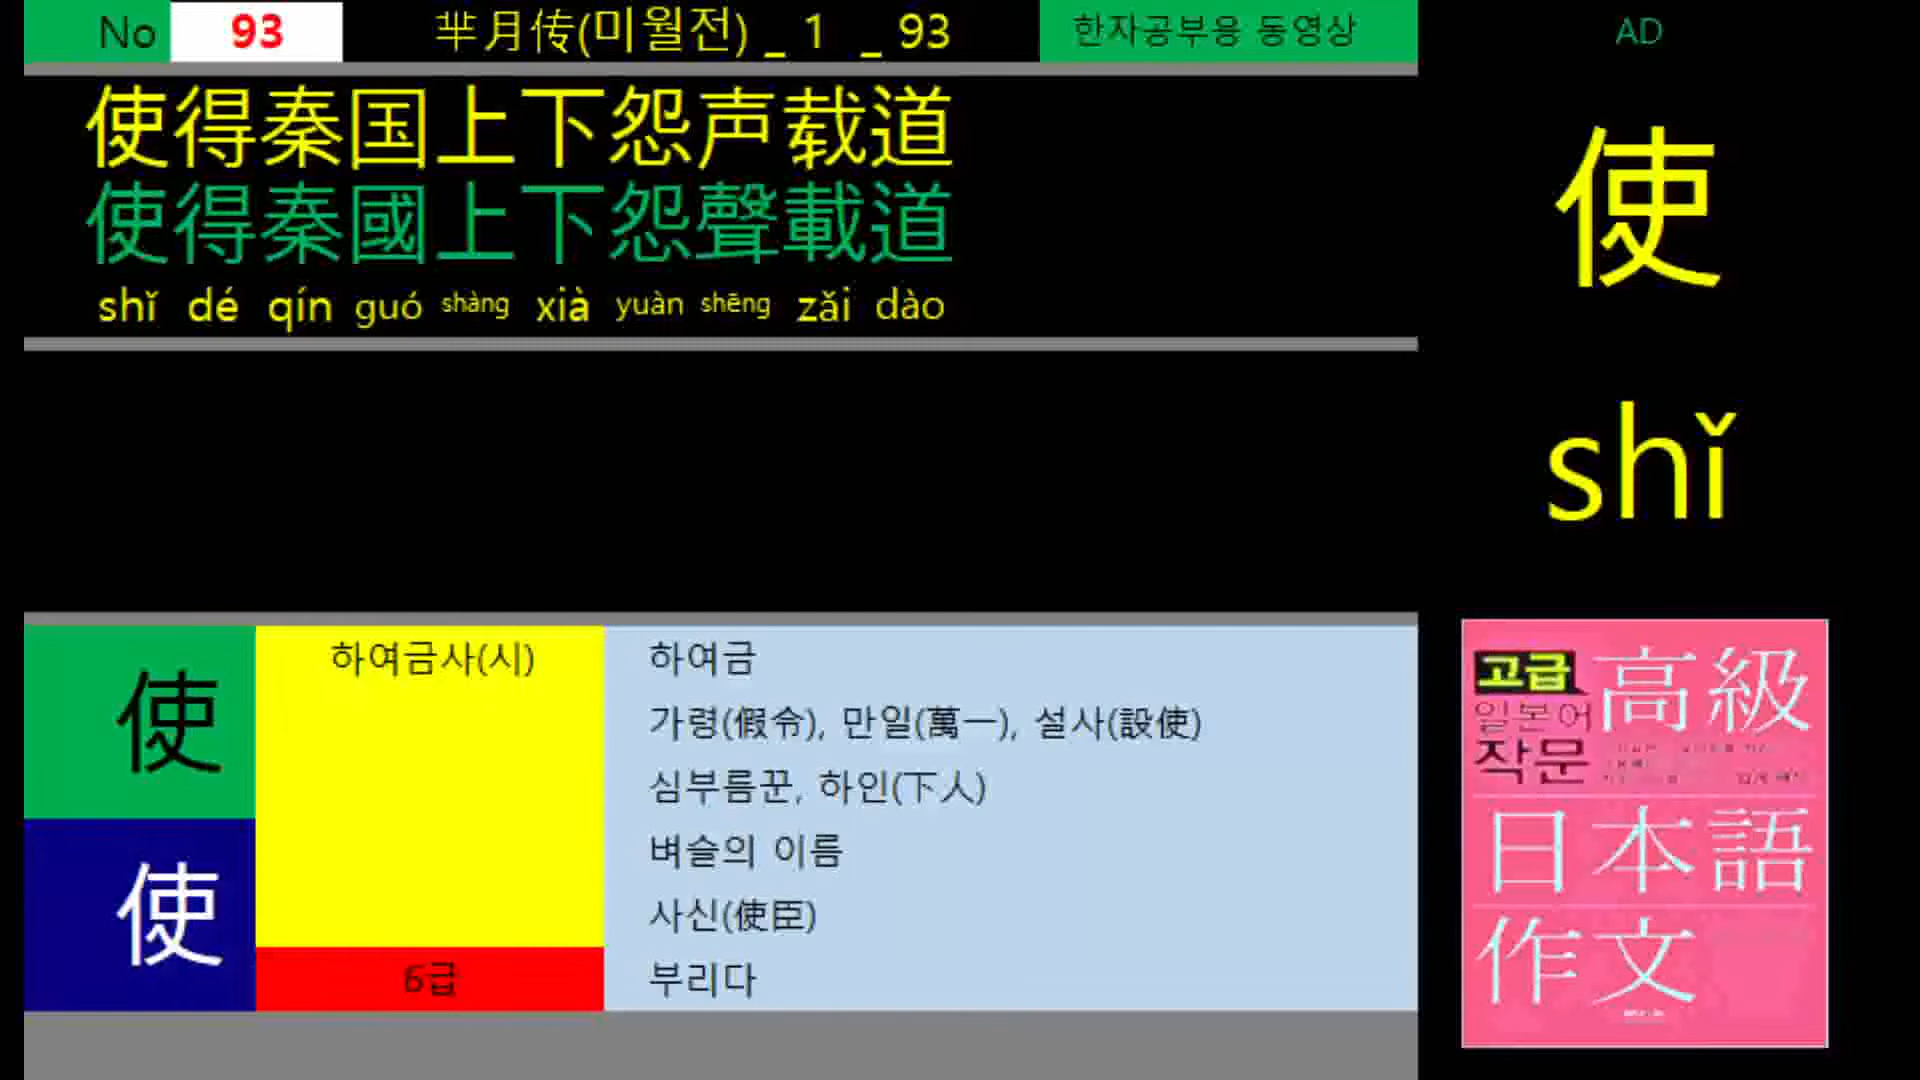 No 93 芈月传(미월전) _ 1 _ 93 한자공부용 동영상
AD
使得秦国上下怨声载道
使得秦國上下怨聲載道
shǐ dé qín guó shàng xià yuàn shēng zǎi dào
使
shǐ
使
使
하여금사(시)
6급
하여금
가령(假令), 만일(萬一), 설사(設使)
심부름꾼, 하인(下人)
벼슬의 이름
사신(使臣)
부리다
고급
일본어
작문
高級
日本語
作文